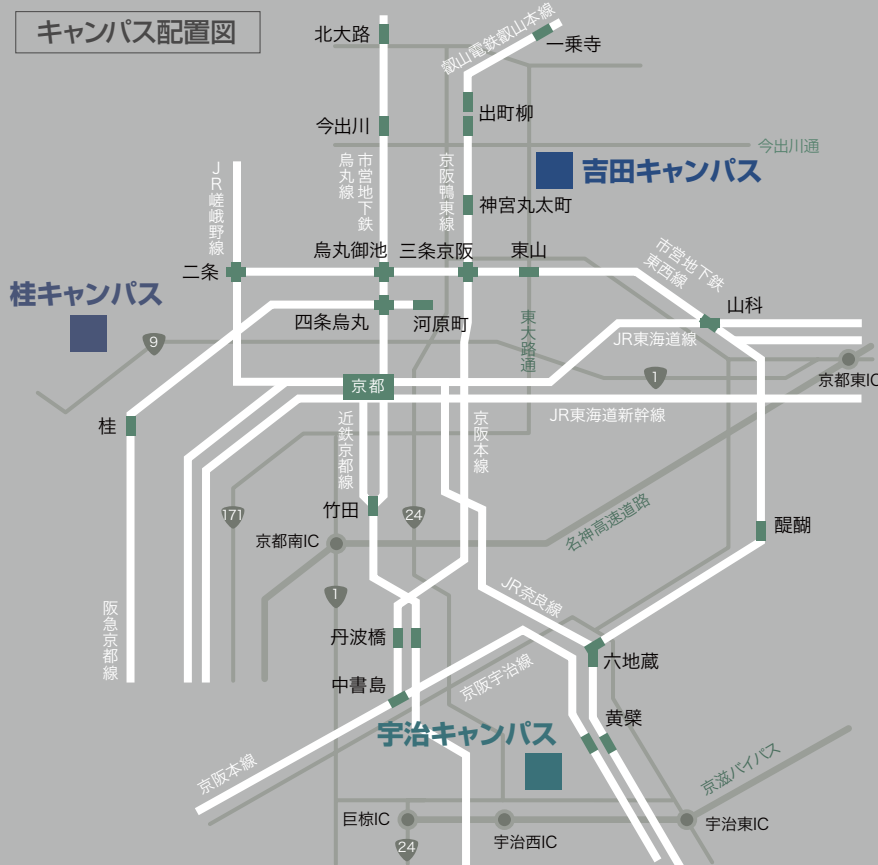 キャンパス配置図
北大路
叡山電鉄叡山本線
一乗寺
出町柳
今出川
今出川通
市営地下鉄
烏丸線
京阪鴨東線
吉田キャンパス
JR嵯峨野線
神宮丸太町
烏丸御池
三条京阪
東山
市営地下鉄
東西線
二条
桂キャンパス
四条烏丸
河原町
東大路通
山科
JR東海道線
9
1
京都東IC
京都
JR東海道新幹線
桂
近鉄京都線
京阪本線
竹田
171
24
名神高速道路
醍醐
京都南IC
1
JR奈良線
阪急京都線
丹波橋
六地蔵
中書島
京阪宇治線
黄檗
宇治キャンパス
京阪本線
京滋バイパス
巨椋IC
宇治西IC
宇治東IC
24